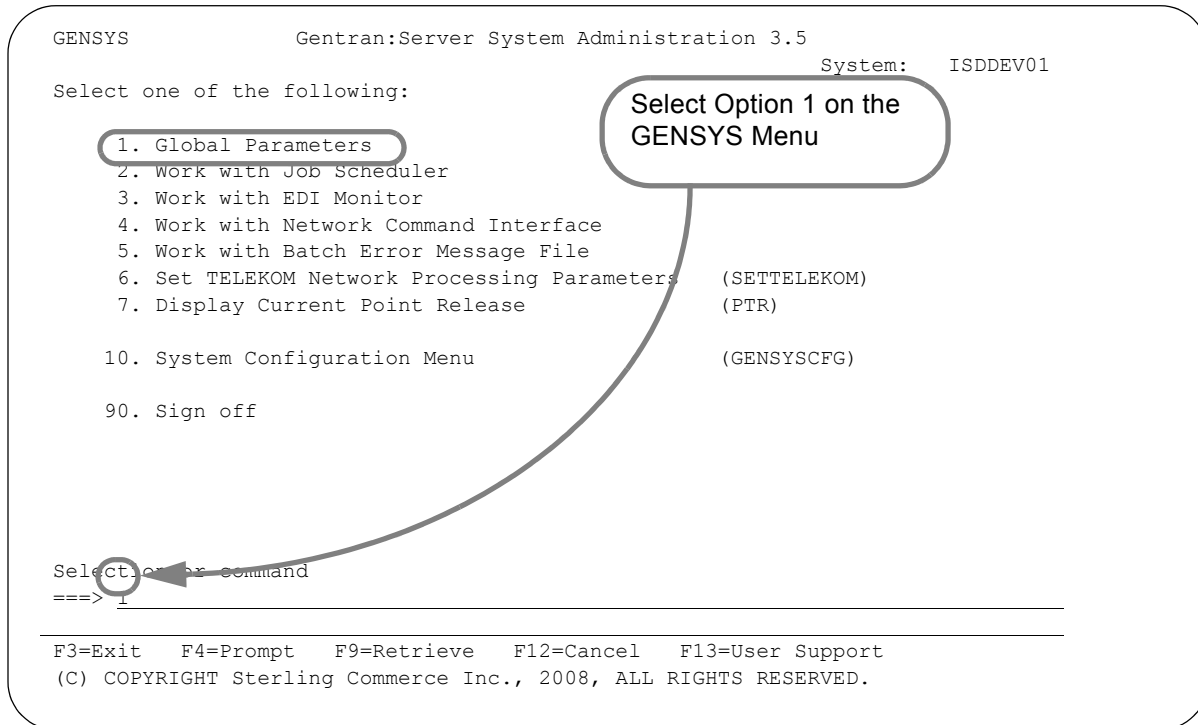 GENSYS Gentran:Server System Administration 3.5
System: ISDDEV01
Select one of the following:
Select Option 1 on the
GENSYS Menu
1. Global Parameters
2. Work with Job Scheduler
3. Work with EDI Monitor
4. Work with Network Command Interface
5. Work with Batch Error Message File
6. Set TELEKOM Network Processing Parameters (SETTELEKOM)
7. Display Current Point Release (PTR)
10. System Configuration Menu (GENSYSCFG)
90. Sign off
Selection or command
===> 1
F3=Exit F4=Prompt F9=Retrieve F12=Cancel F13=User Support
(C) COPYRIGHT Sterling Commerce Inc., 2008, ALL RIGHTS RESERVED.